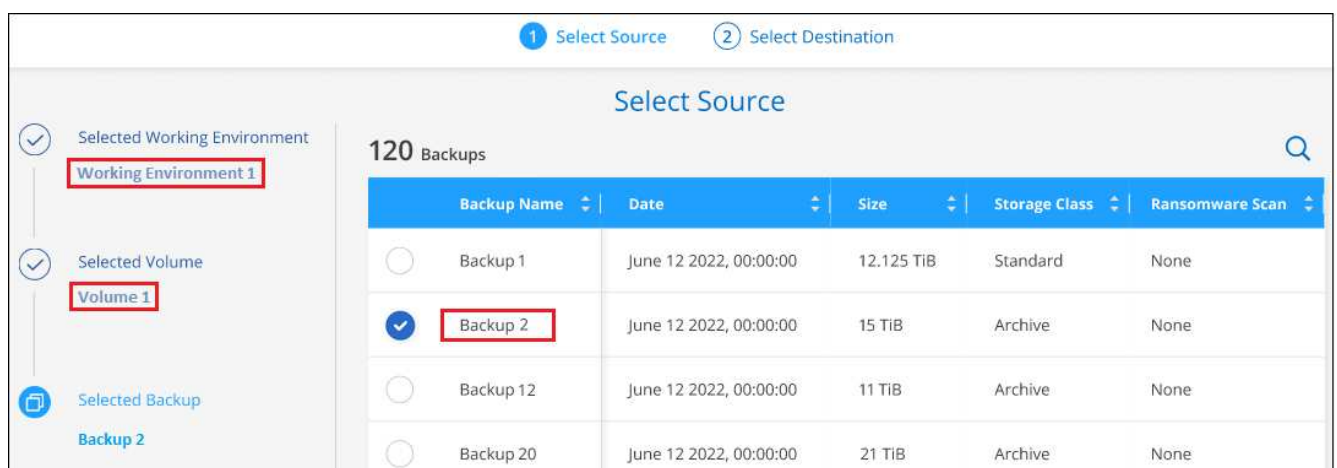 1 Select Source 2 Select Destination
Select Source
Selected Working Environment
Working Environment 1
Selected Volume
Volume 1
Selected Backup
Backup 2
120 Backups
Backup Name Date Size Storage Class Ransomware Scan
Backup 1 June 12 2022, 00:00:00 12.125 TiB Standard None
Backup 2 June 12 2022, 00:00:00 15 TiB Archive None
Backup 12 June 12 2022, 00:00:00 11 TiB Archive None
Backup 20 June 12 2022, 00:00:00 21 TiB Archive None